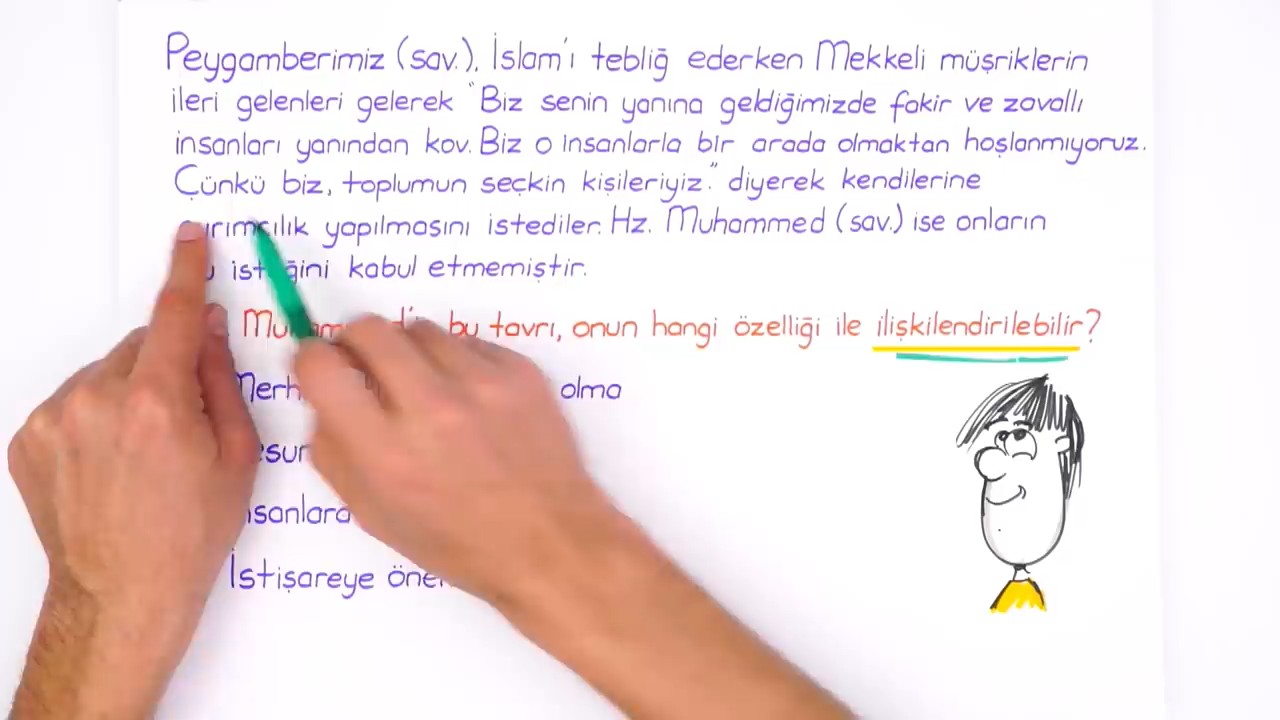 Peygamberimiz (sav.), İslam'ı tebliğ ederken Mekkeli müşriklerin
ileri gelenleri gelerek "Biz senin yanına geldiğimizde fakir ve zavallı
insanları yanından kov. Biz o insanlarla bir arada olmaktan hoşlanmıyoruz.
Çünkü biz, toplumun seçkin kişileriyiz." diyerek kendilerine
yapılmasını istediler. Hz. Muhammed (sav.) ise onların
kabul etmemiştir.
bu tavrı, onun hangi özelliği ile ilişkilendirilebilir?
olma
İstişareye